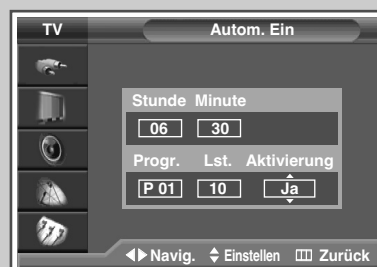 TV Autom. Ein
Stunde Minute
06 30
Progr. Lst. Aktivierung
P 01 10 Ja
Navig. Einstellen Zurück